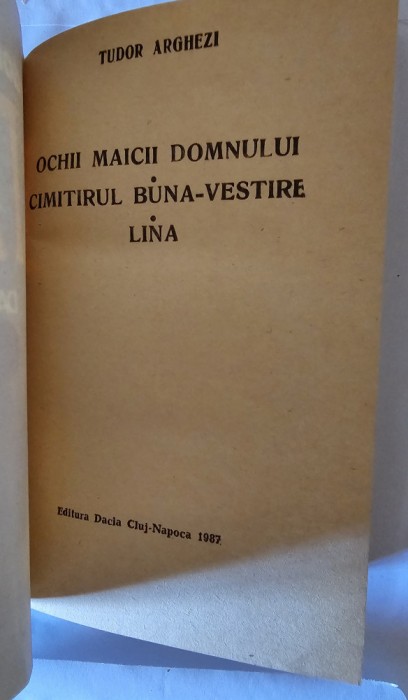 TUDOR ARGHEZI
OCHII MAICII DOMNULUI
•
CIMITIRUL BUNA-VESTIRE
•
LINA
Editura Dacia Cluj-Napoca 1987